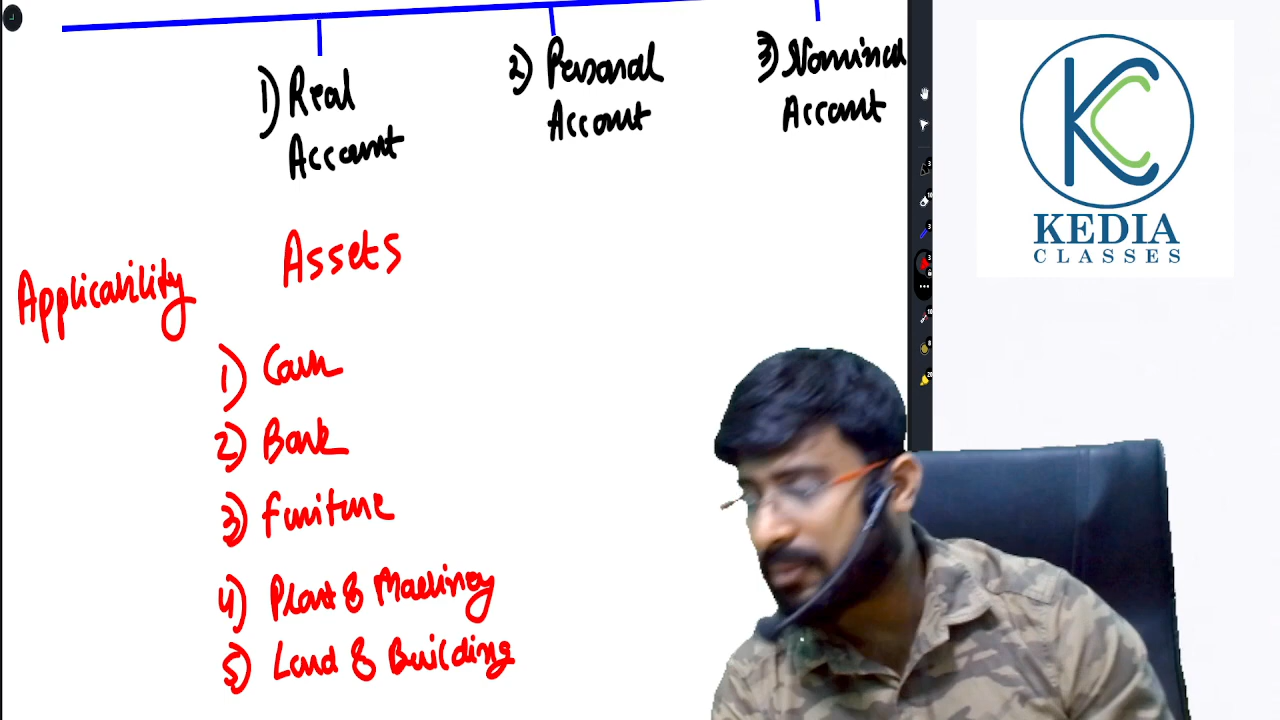 1) Real
Account
2) Personal
Account
3) Nominal
Account
Applicability
Assets
1) Cash
2) Bank
3) Furniture
4) Plant & Machinery
5) Land & Building
KC
KEDIA
CLASSES